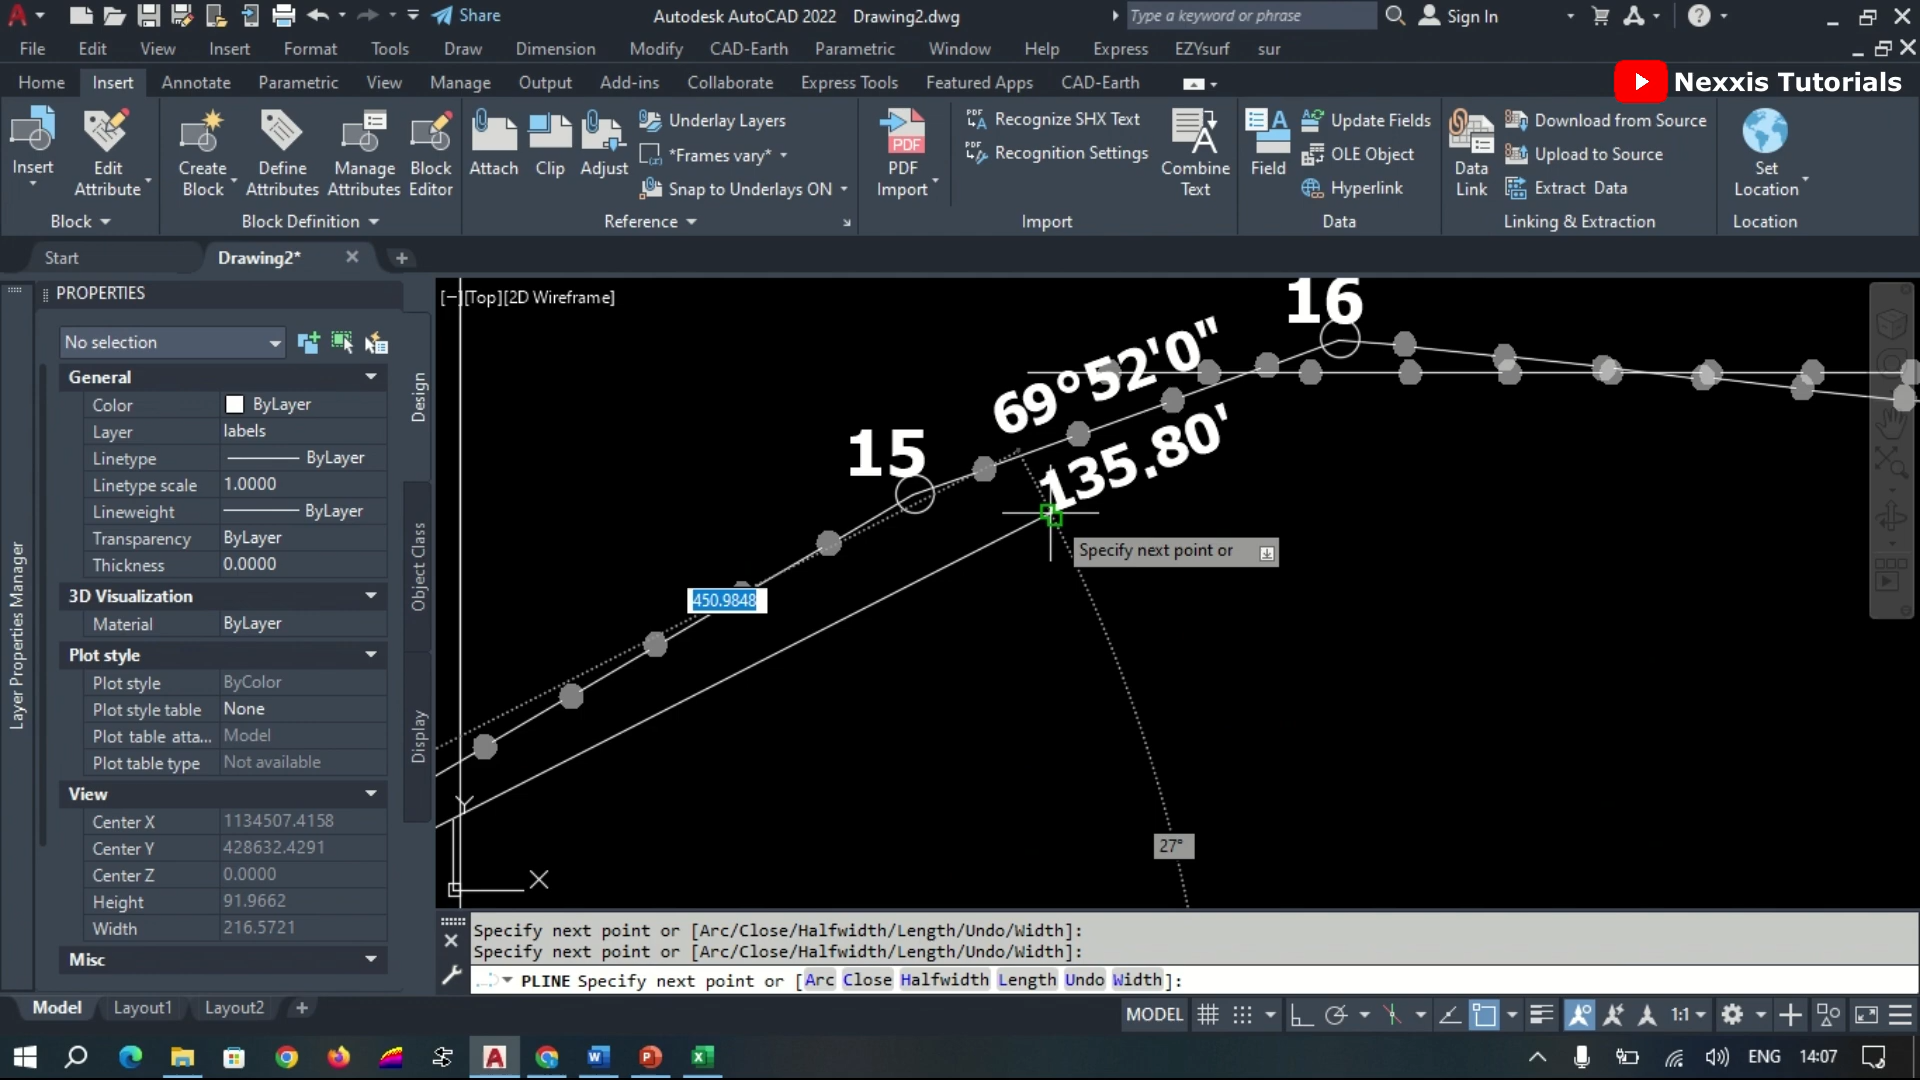 Share
Autodesk AutoCAD 2022 Drawing2.dwg
Type a keyword or phrase
Sign In
File Edit View Insert Format Tools Draw Dimension Modify CAD-Earth Parametric Window Help Express EZYsurf sur
Home Insert Annotate Parametric View Manage Output Add-ins Collaborate Express Tools Featured Apps CAD-Earth
Nexxis Tutorials
Insert
Edit Attribute
Create Block
Define Attributes
Manage Attributes
Block Editor
Attach
Clip
Adjust
Underlay Layers
*Frames vary*
Snap to Underlays ON
PDF
PDF Import
Recognize SHX Text
Recognition Settings
Combine Text
Field
Update Fields
OLE Object
Hyperlink
Data Link
Download from Source
Upload to Source
Extract Data
Set Location
Block
Block Definition
Reference
Import
Data
Linking & Extraction
Location
Start
Drawing2*
PROPERTIES
No selection
General
Color ByLayer
Layer labels
Linetype ByLayer
Linetype scale 1.0000
Lineweight ByLayer
Transparency ByLayer
Thickness 0.0000
3D Visualization
Material ByLayer
Plot style
Plot style ByColor
Plot style table None
Plot table atta... Model
Plot table type Not available
View
Center X 1134507.4158
Center Y 428632.4291
Center Z 0.0000
Height 91.9662
Width 216.5721
Misc
Layer Properties Manager
Design
Object Class
Display
[−][Top][2D Wireframe]
16
69°52'0"
15
135.80'
Specify next point or
450.9848
27°
Y
X
Specify next point or [Arc/Close/Halfwidth/Length/Undo/Width]:
Specify next point or [Arc/Close/Halfwidth/Length/Undo/Width]:
PLINE Specify next point or [Arc Close Halfwidth Length Undo Width]:
Model Layout1 Layout2
MODEL
1:1
ENG 14:07